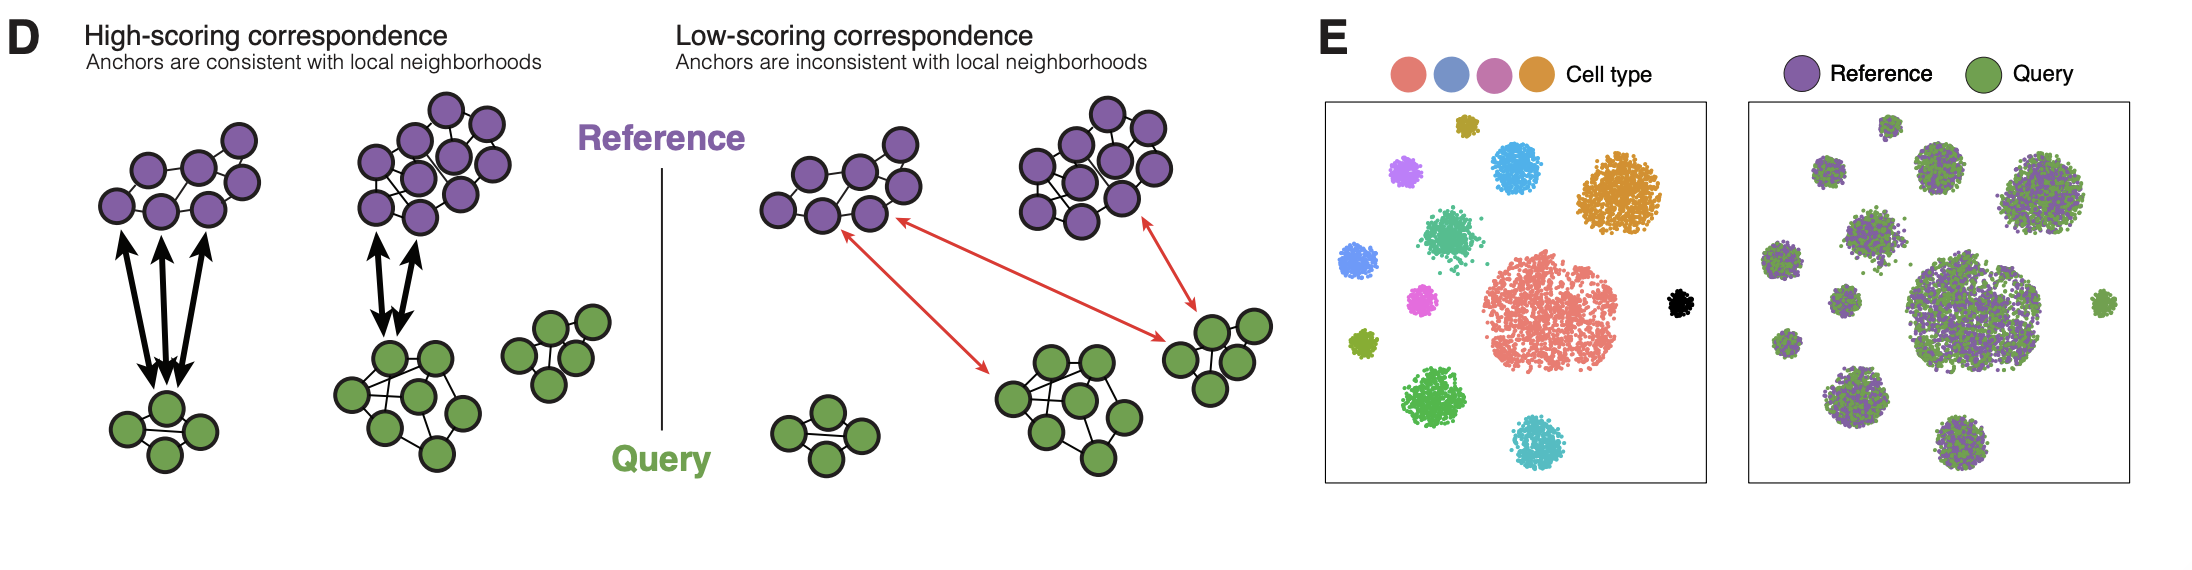 D
High-scoring correspondence
Anchors are consistent with local neighborhoods
Low-scoring correspondence
Anchors are inconsistent with local neighborhoods
Reference
Query
E
Cell type
Reference
Query